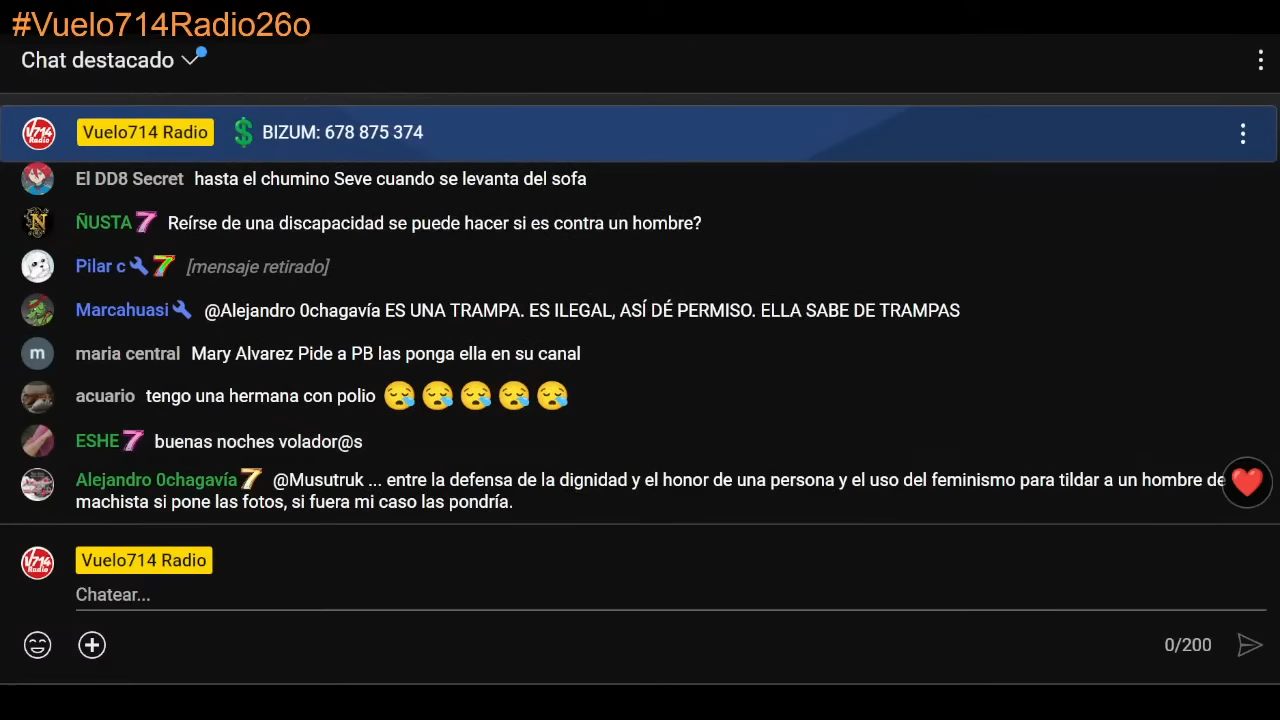 #Vuelo714Radio26o
Chat destacado
Vuelo714 Radio BIZUM: 678 875 374
El DD8 Secret hasta el chumino Seve cuando se levanta del sofa
ÑUSTA 7 Reírse de una discapacidad se puede hacer si es contra un hombre?
Pilar c 7 [mensaje retirado]
Marcahuasi @Alejandro 0chagavía ES UNA TRAMPA. ES ILEGAL, ASÍ DÉ PERMISO. ELLA SABE DE TRAMPAS
m maria central Mary Alvarez Pide a PB las ponga ella en su canal
acuario tengo una hermana con polio 😪😪😪😪😪
ESHE 7 buenas noches volador@s
Alejandro 0chagavía 7 @Musutruk ... entre la defensa de la dignidad y el honor de una persona y el uso del feminismo para tildar a un hombre de
machista si pone las fotos, si fuera mi caso las pondría.
Vuelo714 Radio
Chatear...
0/200